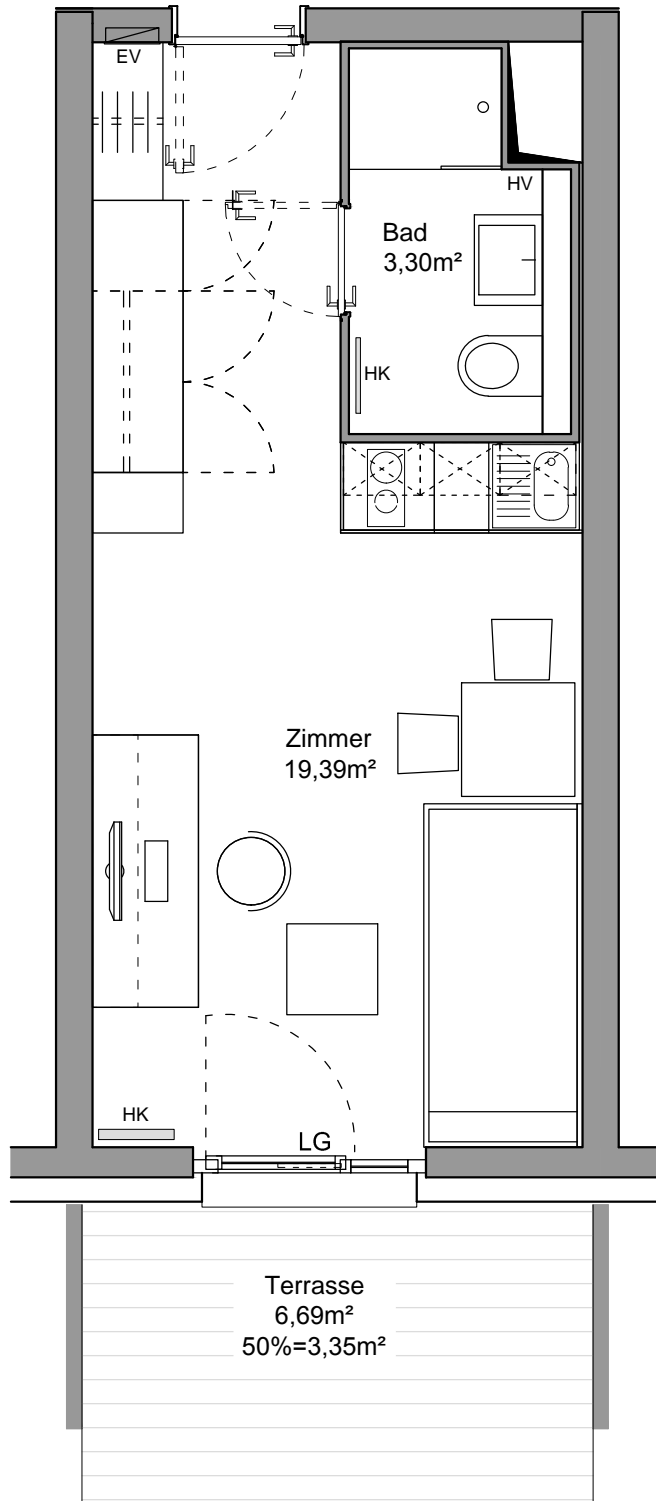 EV
HV
Bad
3,30m²
HK
Zimmer
19,39m²
HK
LG
Terrasse
6,69m²
50%=3,35m²